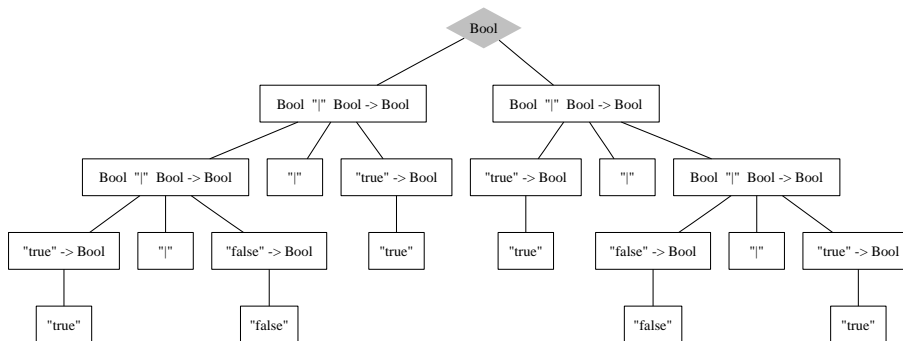 Bool
Bool "|" Bool -> Bool
Bool "|" Bool -> Bool
Bool "|" Bool -> Bool
"|"
"true" -> Bool
"true" -> Bool
"|"
Bool "|" Bool -> Bool
"true" -> Bool
"|"
"false" -> Bool
"true"
"true"
"false" -> Bool
"|"
"true" -> Bool
"true"
"false"
"false"
"true"